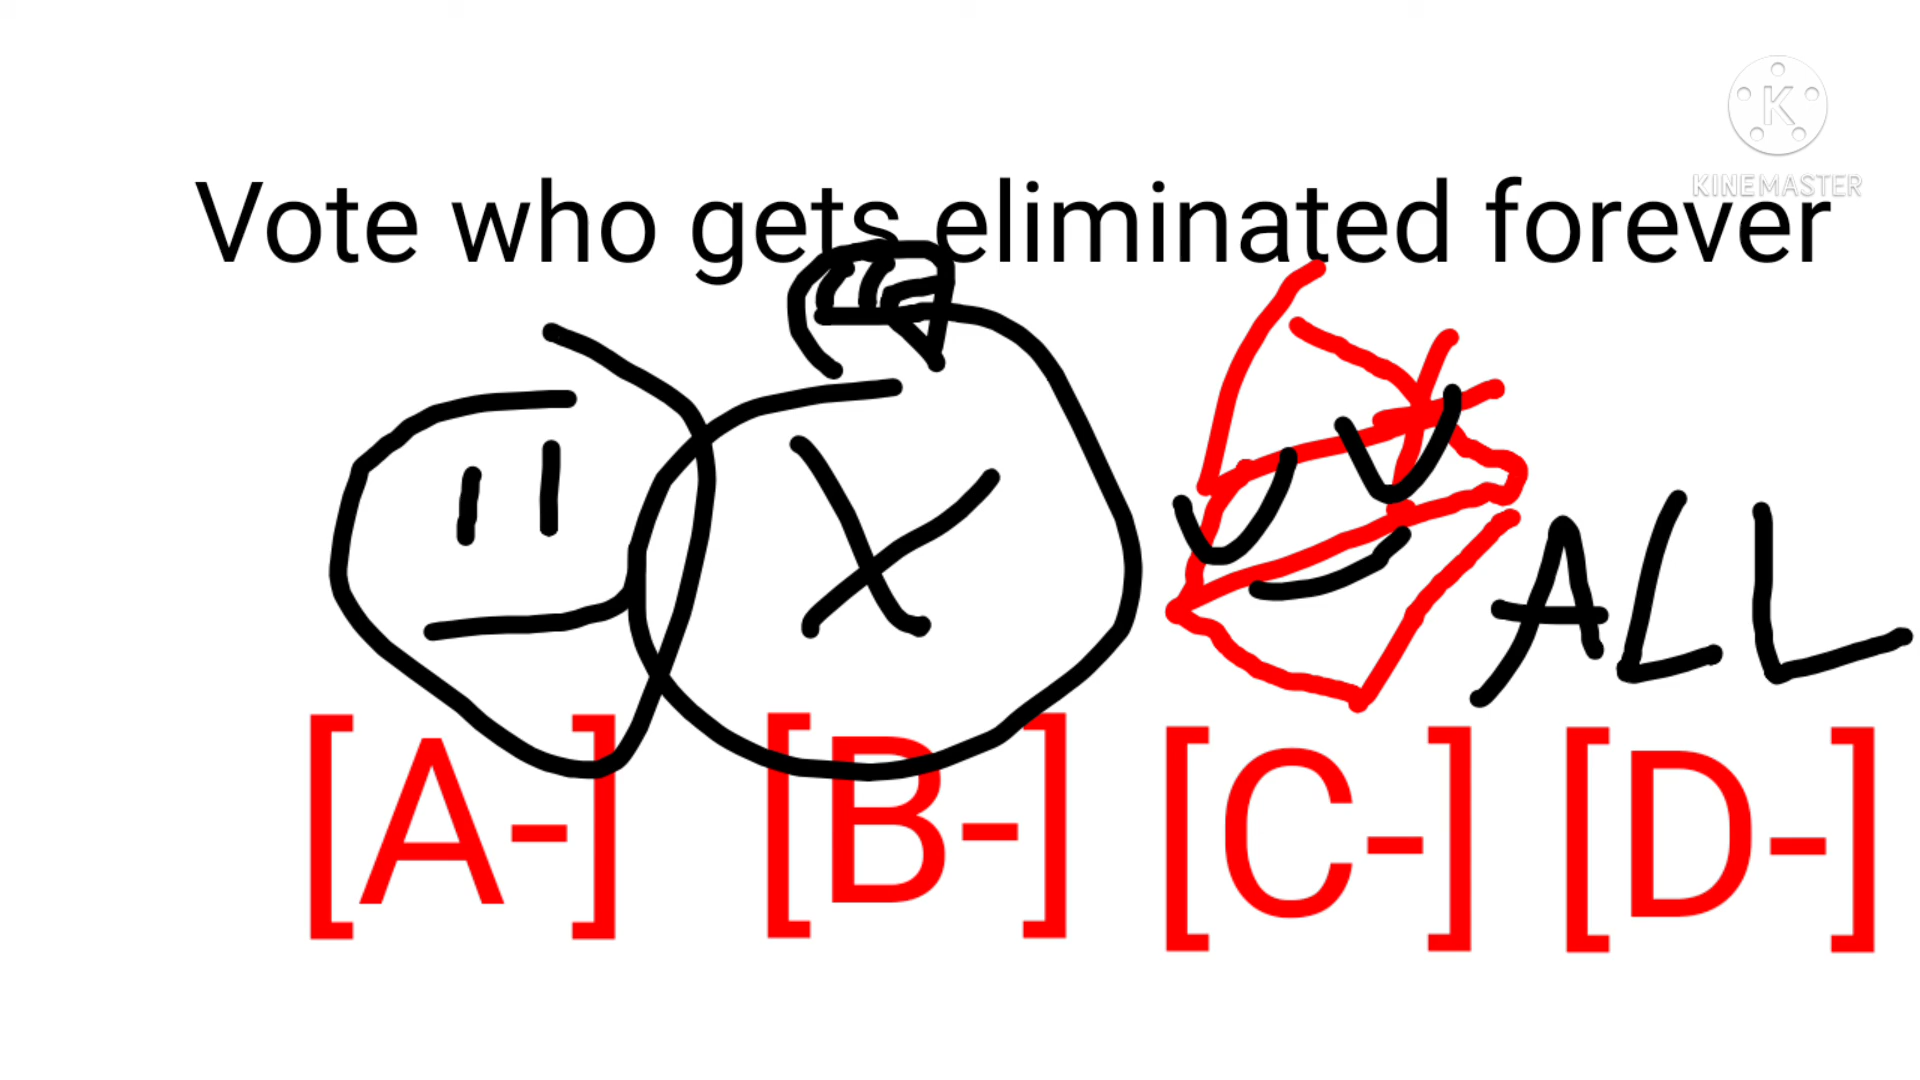 K
KINEMASTER
Vote who gets eliminated forever
X
ALL
[A-] [B-] [C-] [D-]